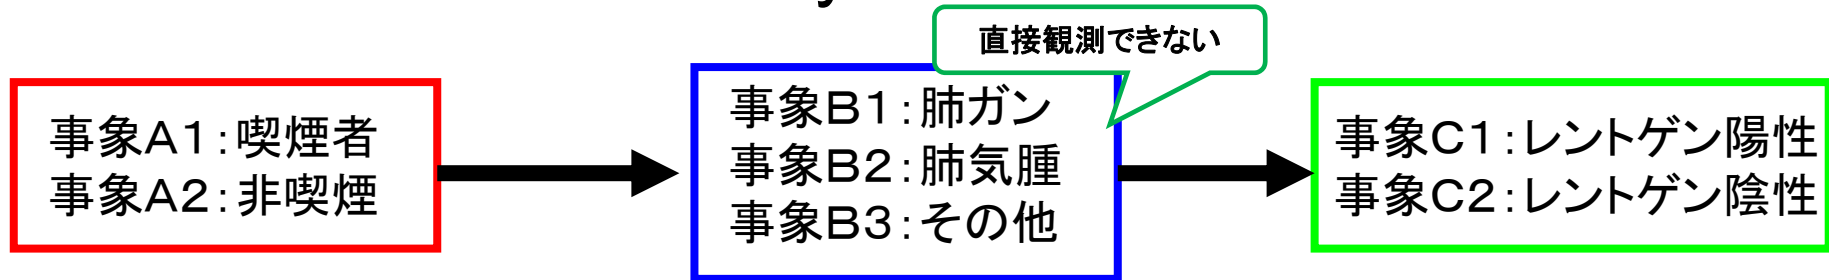 直接観測できない
事象A1:喫煙者
事象A2:非喫煙
事象B1:肺ガン
事象B2:肺気腫
事象B3:その他
事象C1:レントゲン陽性
事象C2:レントゲン陰性